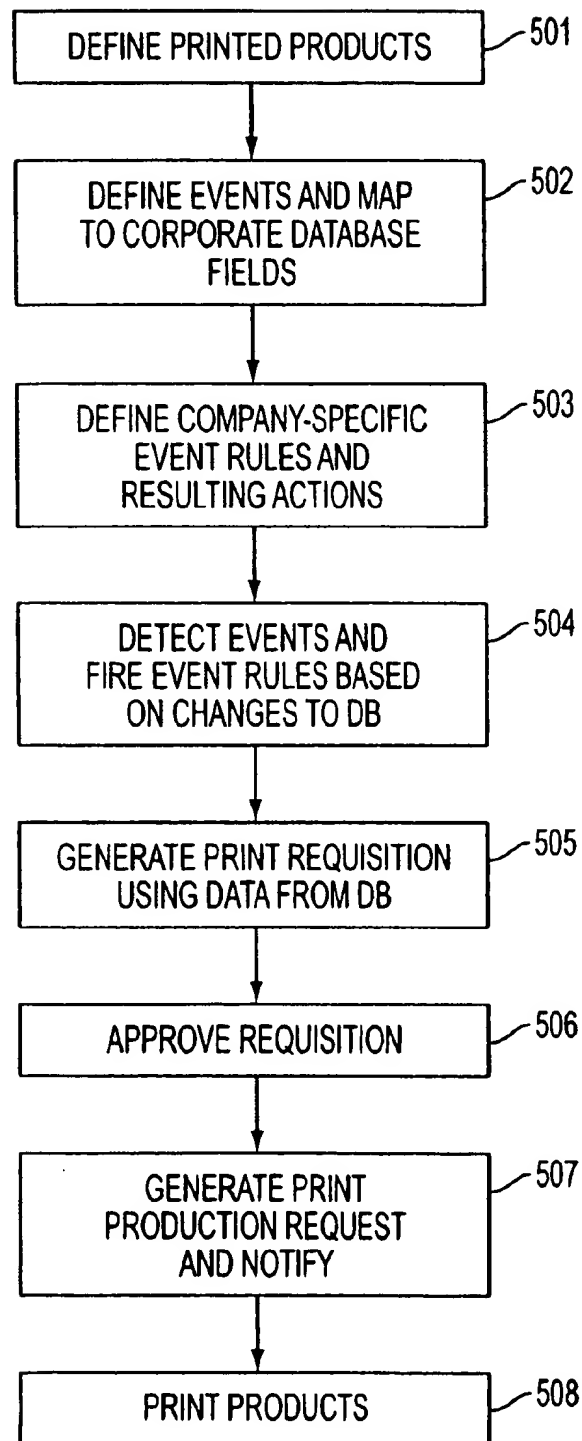 DEFINE PRINTED PRODUCTS
501
DEFINE EVENTS AND MAP
TO CORPORATE DATABASE
FIELDS
502
DEFINE COMPANY-SPECIFIC
EVENT RULES AND
RESULTING ACTIONS
503
DETECT EVENTS AND
FIRE EVENT RULES BASED
ON CHANGES TO DB
504
GENERATE PRINT REQUISITION
USING DATA FROM DB
505
APPROVE REQUISITION
506
GENERATE PRINT
PRODUCTION REQUEST
AND NOTIFY
507
PRINT PRODUCTS
508